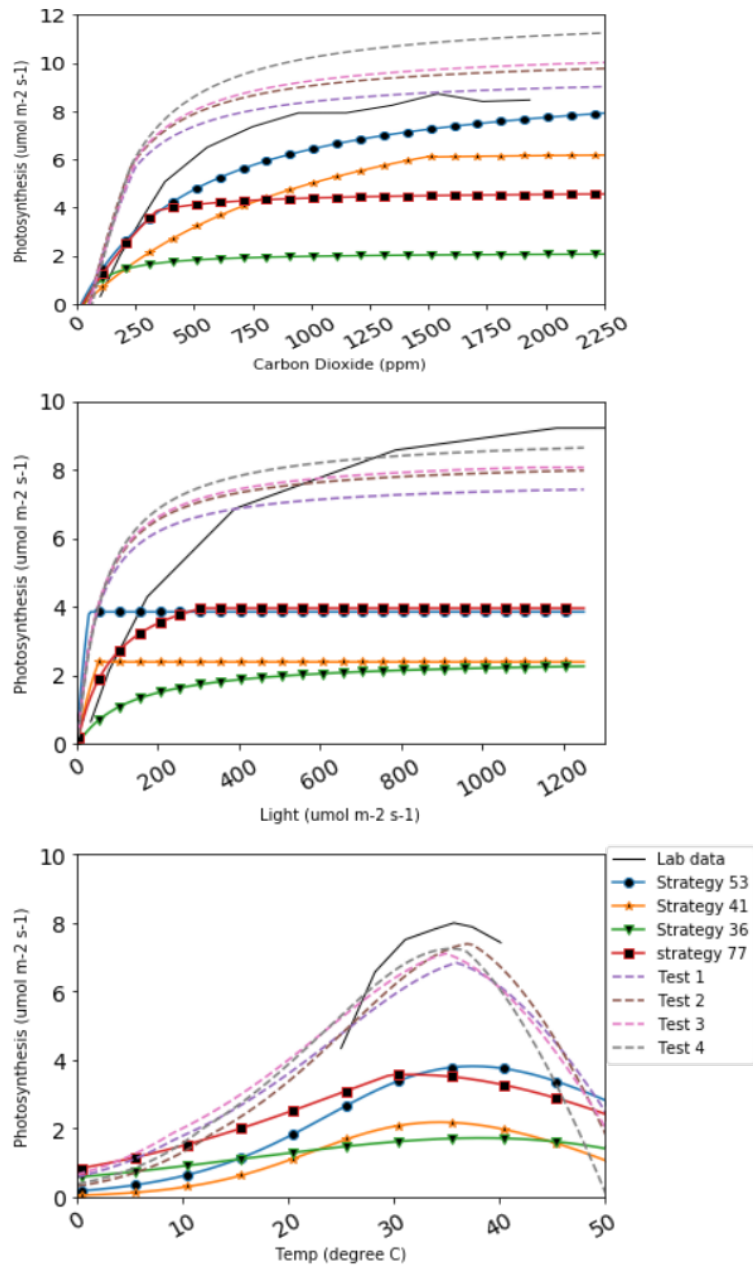 12
10
8
6
4
2
0
Photosynthesis (umol m-2 s-1)
0 250 500 750 1000 1250 1500 1750 2000 2250
Carbon Dioxide (ppm)
10
8
6
4
2
0
Photosynthesis (umol m-2 s-1)
0 200 400 600 800 1000 1200
Light (umol m-2 s-1)
10
8
6
4
2
0
Photosynthesis (umol m-2 s-1)
0 10 20 30 40 50
Temp (degree C)
Lab data
Strategy 53
Strategy 41
Strategy 36
strategy 77
Test 1
Test 2
Test 3
Test 4